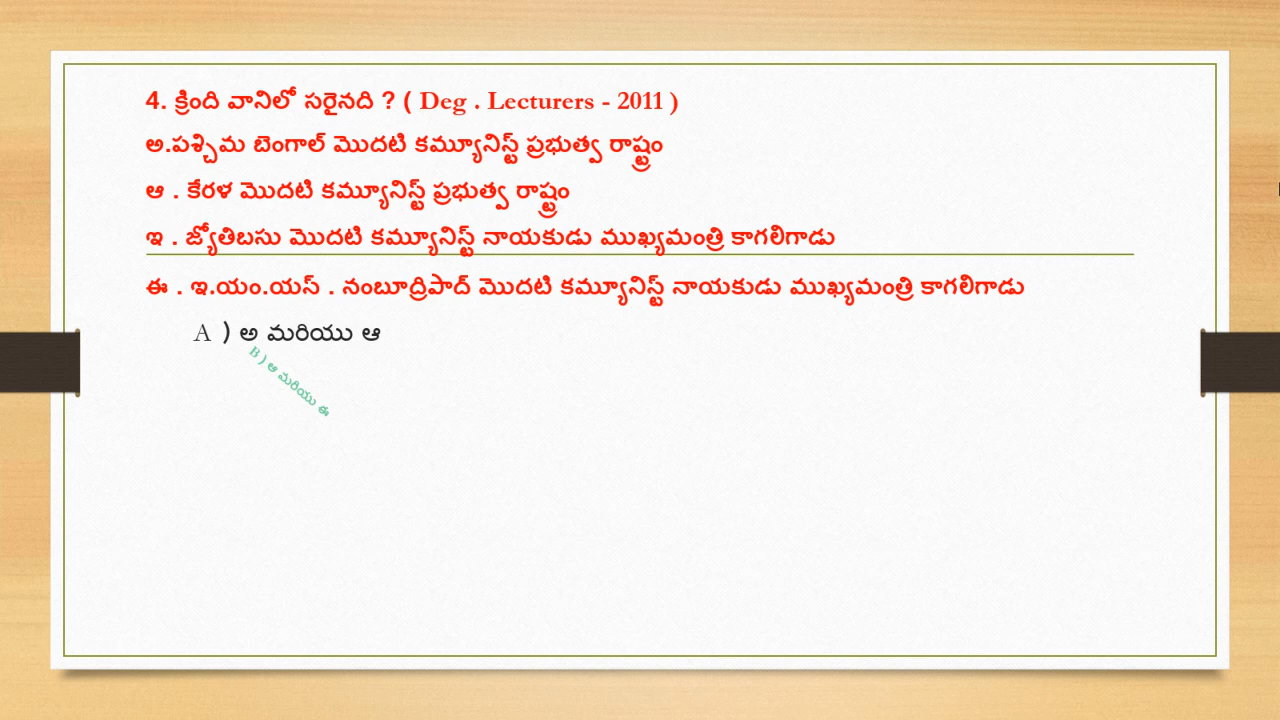 4. క్రింది వానిలో సరైనది ? ( Deg . Lecturers - 2011 )
అ.పశ్చిమ బెంగాల్ మొదటి కమ్యూనిస్ట్ ప్రభుత్వ రాష్ట్రం
ఆ . కేరళ మొదటి కమ్యూనిస్ట్ ప్రభుత్వ రాష్ట్రం
ఇ . జ్యోతిబసు మొదటి కమ్యూనిస్ట్ నాయకుడు ముఖ్యమంత్రి కాగలిగాడు
ఈ . ఇ.యం.యస్ . నంబూద్రిపాద్ మొదటి కమ్యూనిస్ట్ నాయకుడు ముఖ్యమంత్రి కాగలిగాడు
A ) అ మరియు ఆ
B ) ఆ మరియు ఈ